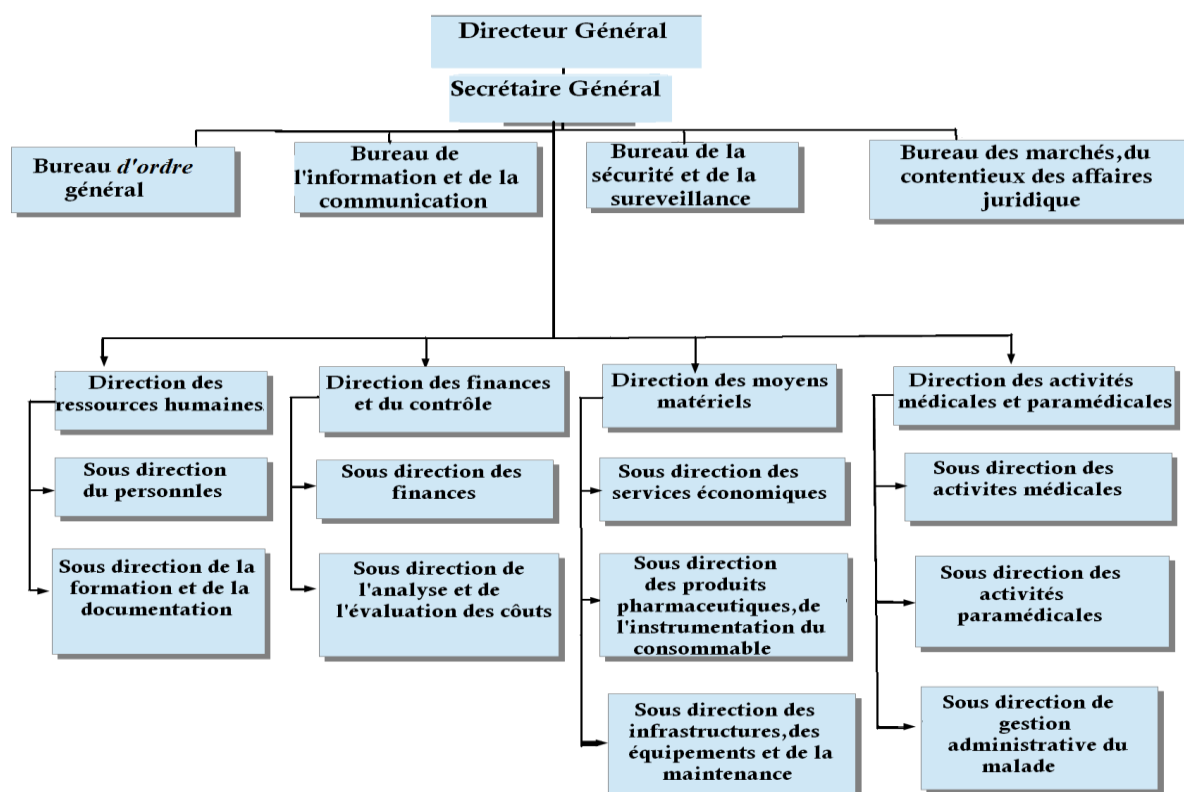 Directeur Général
Secrétaire Général
Bureau d'ordre
général
Bureau de
l'information et de la
communication
Bureau de la
sécurité et de la
sureveillance
Bureau des marchés,du
contentieux des affaires
juridique
Direction des
ressources humaines
Direction des finances
et du contrôle
Direction des moyens
matériels
Direction des activités
médicales et paramédicales
Sous direction
du personnles
Sous direction des
finances
Sous direction des
services économiques
Sous direction des
activites médicales
Sous direction de la
formation et de la
documentation
Sous direction de
l'analyse et de
l'évaluation des côuts
Sous direction
des produits
pharmaceutiques,de
l'instrumentation du
consommable
Sous direction des
activités
paramédicales
Sous direction des
infrastructures,des
équipements et de la
maintenance
Sous direction de
gestion
administrative du
malade